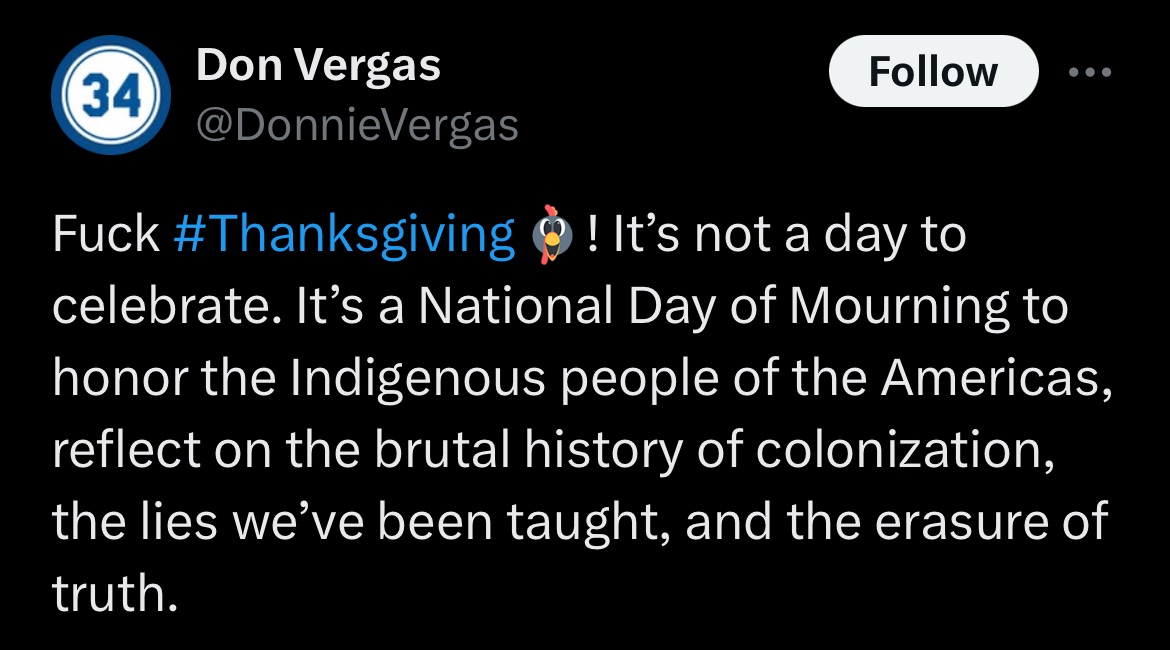 34
Don Vergas
Follow
@DonnieVergas
Fuck #Thanksgiving ! It’s not a day to
celebrate. It’s a National Day of Mourning to
honor the Indigenous people of the Americas,
reflect on the brutal history of colonization,
the lies we’ve been taught, and the erasure of
truth.